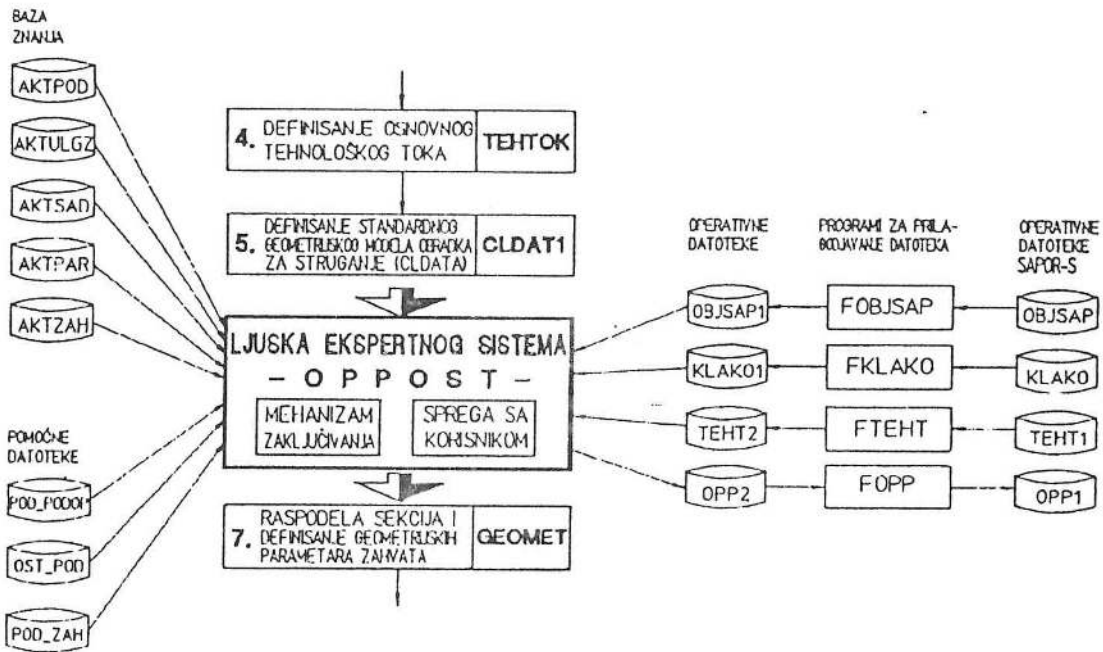 BAZA
ZNANJA
AKTPOD
AKTULGZ
AKTSAD
AKTPAR
AKTZAH
POMOĆNE
DATOTEKE
POD_PODOP
OST_POD
POD_ZAH
4. DEFINISANJE OSNOVNOG
TEHNOLOŠKOG TOKA
TEHTOK
5. DEFINISANJE STANDARDNOG
GEOMETRIJSKOG MODELA OBRATKA
ZA STRUGANJE (CLDATA)
CLDAT1
LJUSKA EKSPERTNOG SISTEMA
- O P P O S T -
MEHANIZAM
ZAKLJUČIVANJA
SPREGA SA
KORISNIKOM
7. RASPODELA SEKCIJA I
DEFINISANJE GEOMETRIJSKIH
PARAMETARA ZAHVATA
GEOMET
OPERATIVNE
DATOTEKE
OBJSAP1
KLAKO1
TEHT2
OPP2
PROGRAMI ZA PRILA-
GODJAVANJE DATOTEKA
FOBJSAP
FKLAKO
FTEHT
FOPP
OPERATIVNE
DATOTEKE
SAPOR-S
OBJSAP
KLAKO
TEHT1
OPP1